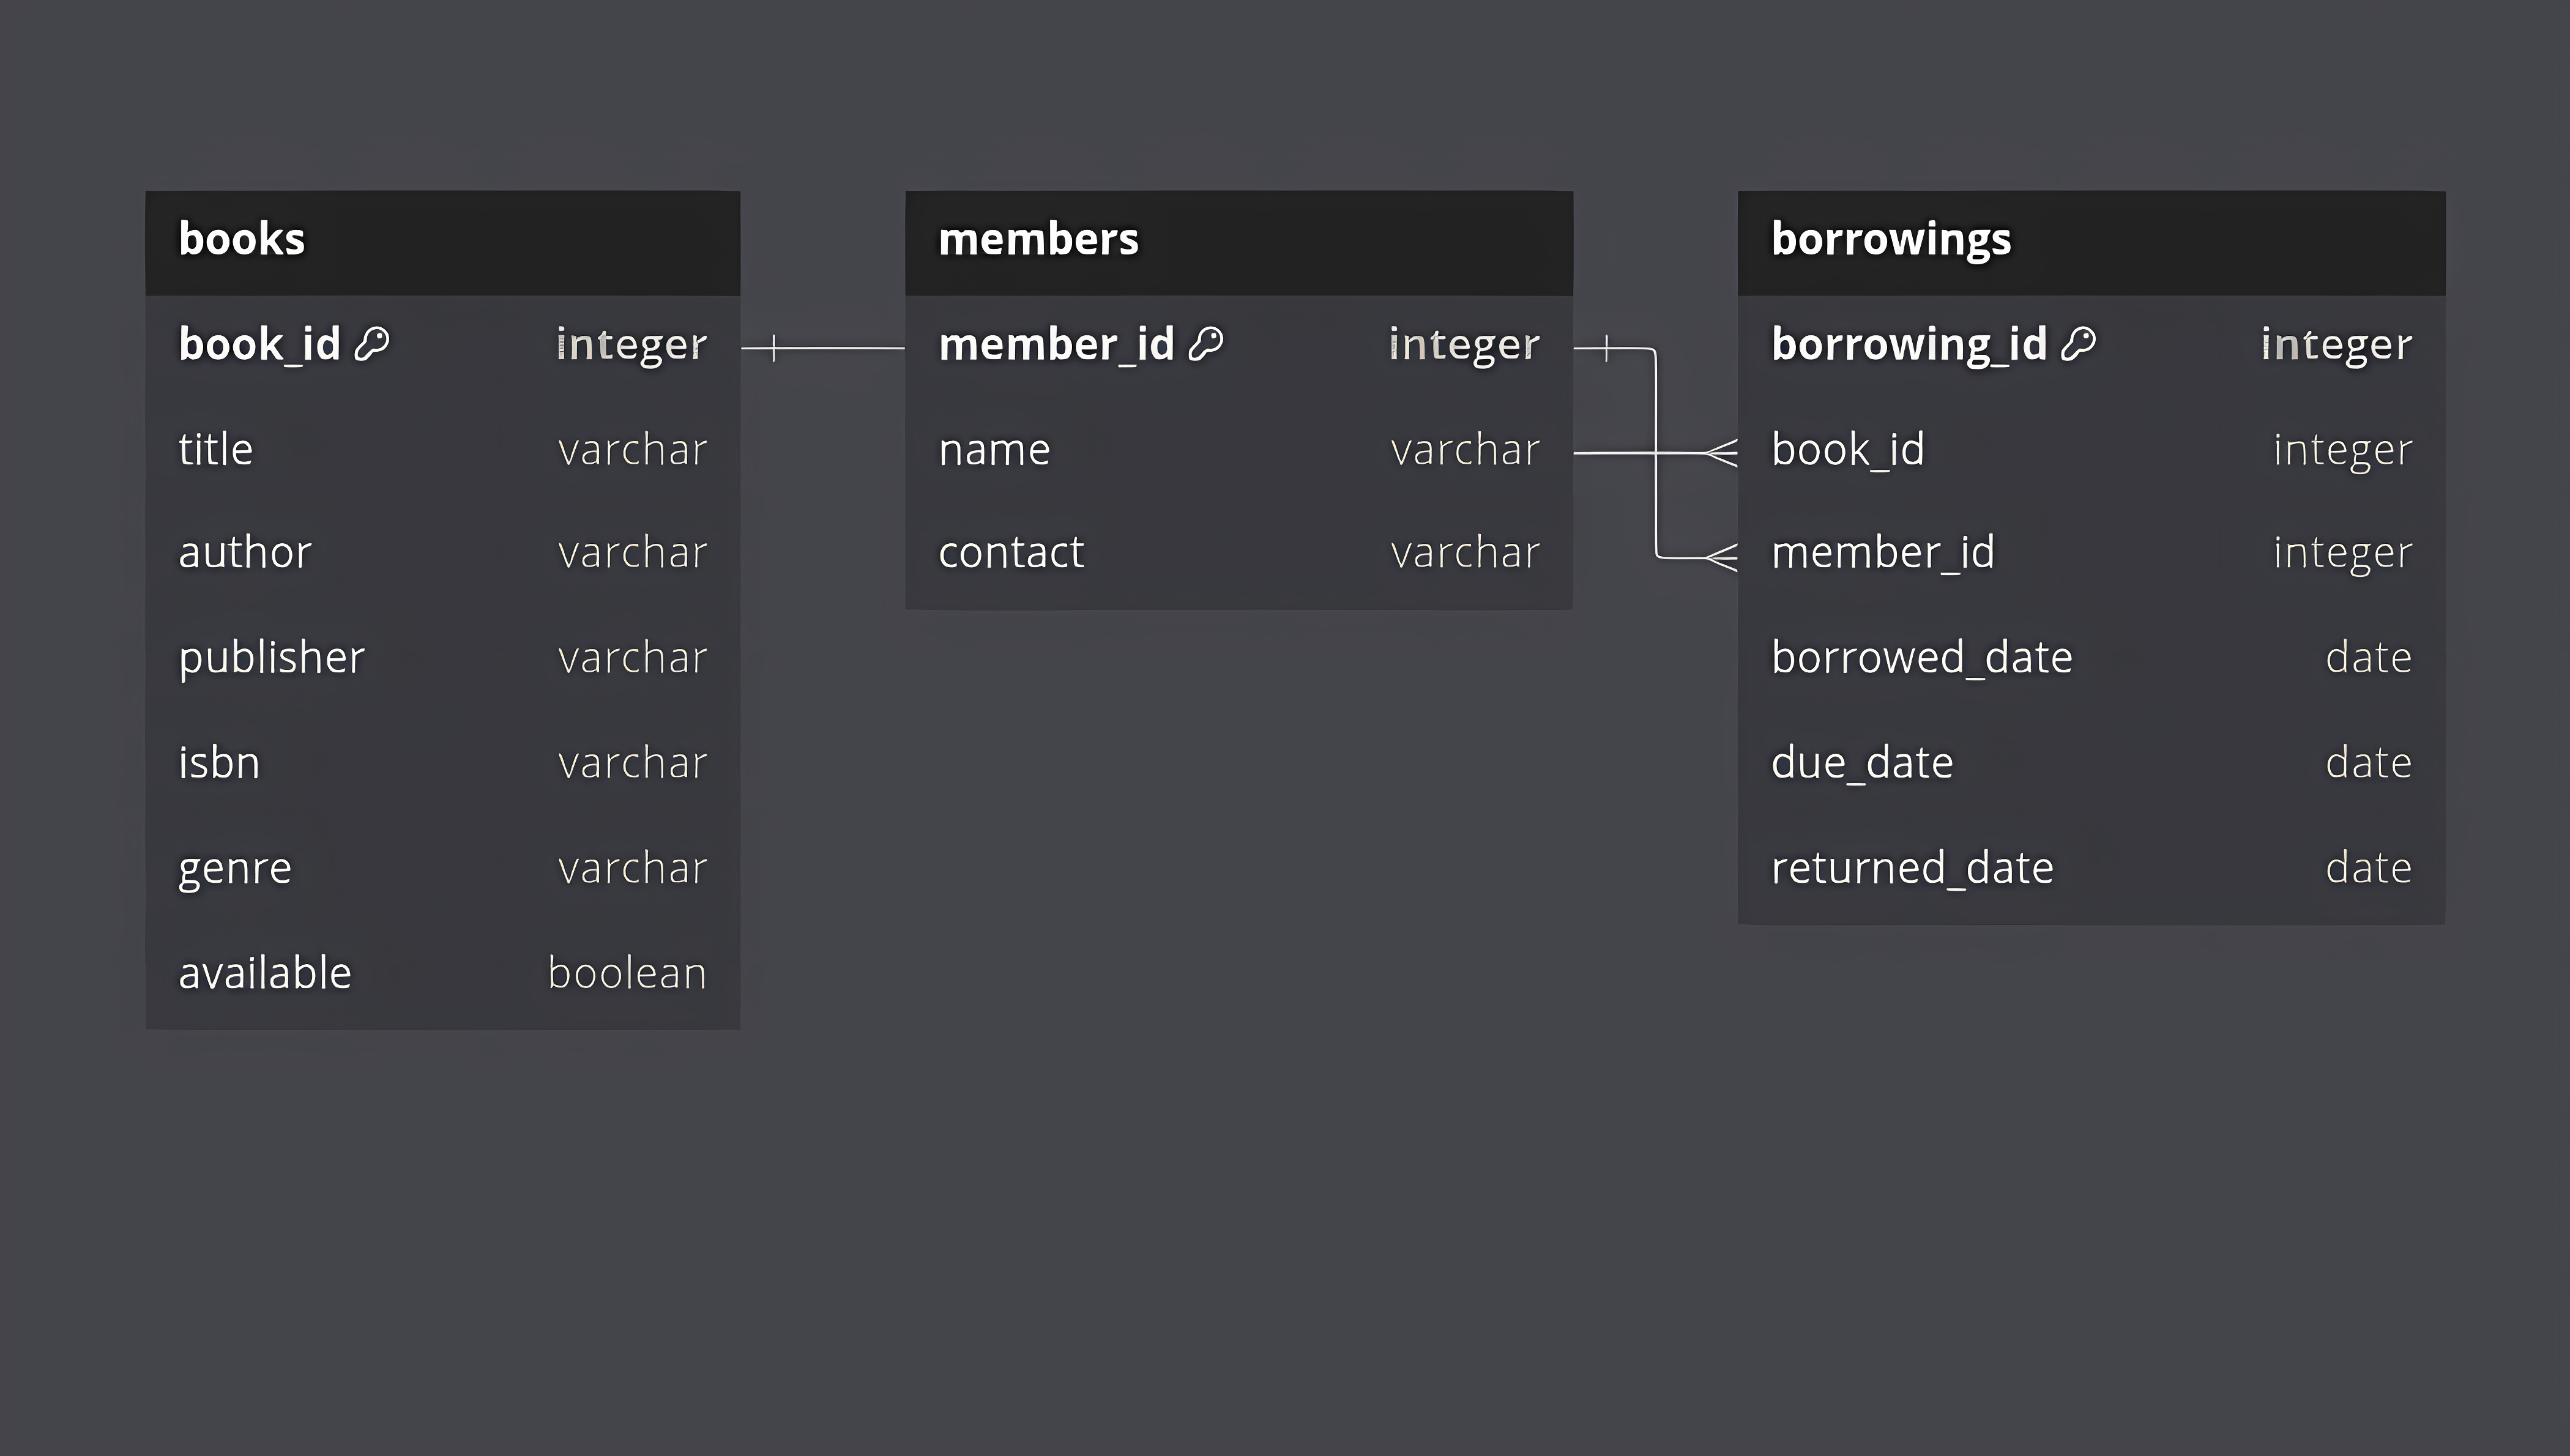 books
book_id integer
title varchar
author varchar
publisher varchar
isbn varchar
genre varchar
available boolean
members
member_id integer
name varchar
contact varchar
borrowings
borrowing_id integer
book_id integer
member_id integer
borrowed_date date
due_date date
returned_date date